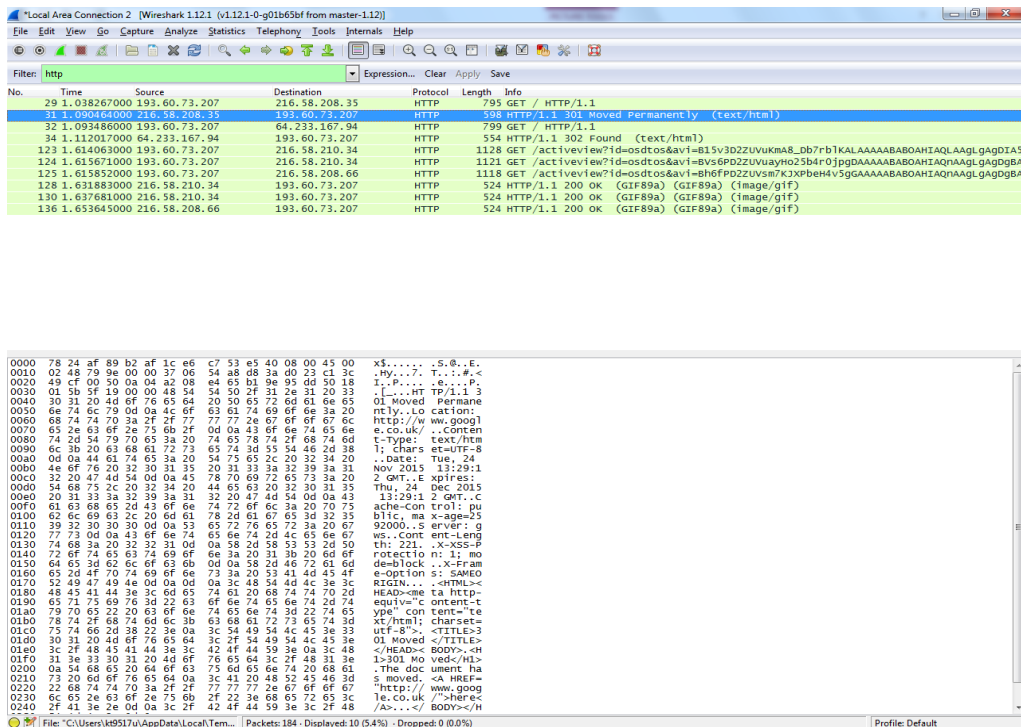 *Local Area Connection 2 [Wireshark 1.12.1 (v1.12.1-0-g01b65bf from master-1.12)]
File Edit View Go Capture Analyze Statistics Telephony Tools Internals Help
Filter: http Expression... Clear Apply Save
No. Time Source Destination Protocol Length Info
29 1.038267000 193.60.73.207 216.58.208.35 HTTP 795 GET / HTTP/1.1
31 1.090464000 216.58.208.35 193.60.73.207 HTTP 598 HTTP/1.1 301 Moved Permanently (text/html)
32 1.093486000 193.60.73.207 64.233.167.94 HTTP 799 GET / HTTP/1.1
34 1.112017000 64.233.167.94 193.60.73.207 HTTP 554 HTTP/1.1 302 Found (text/html)
123 1.614063000 193.60.73.207 216.58.210.34 HTTP 1128 GET /activeview?id=osdtos&avi=B15v3D2ZUVuKmA8_Db7rblKALAAAAABABOAHIAQLAAgLgAgDIA5
124 1.615671000 193.60.73.207 216.58.210.34 HTTP 1121 GET /activeview?id=osdtos&avi=BVs6PD2ZUVuayHo25b4rOjpgDAAAAABABOAHIAQnAAgLgAgDgBA
125 1.615852000 193.60.73.207 216.58.208.66 HTTP 1118 GET /activeview?id=osdtos&avi=Bh6fPD2ZUVsm7KJXPbeH4v5gGAAAAABABOAHIAQnAAgLgAgDgBA
128 1.631883000 216.58.210.34 193.60.73.207 HTTP 524 HTTP/1.1 200 OK (GIF89a) (GIF89a) (image/gif)
130 1.637681000 216.58.210.34 193.60.73.207 HTTP 524 HTTP/1.1 200 OK (GIF89a) (GIF89a) (image/gif)
136 1.653645000 216.58.208.66 193.60.73.207 HTTP 524 HTTP/1.1 200 OK (GIF89a) (GIF89a) (image/gif)
0000 78 24 af 89 b2 af 1c e6 c7 53 e5 40 08 00 45 00 x$...... .S.@..E.
0010 02 48 79 9e 00 00 37 06 54 a8 d8 3a d0 23 c1 3c .Hy...7. T..:.#.<
0020 49 cf 00 50 0a 04 a2 08 e4 65 b1 9e 95 dd 50 18 I..P.... .e....P.
0030 01 5b 5f 19 00 00 48 54 54 50 2f 31 2e 31 20 33 .[_...HT TP/1.1 3
0040 30 31 20 4d 6f 76 65 64 20 50 65 72 6d 61 6e 65 01 Moved Permane
0050 6e 74 6c 79 0d 0a 4c 6f 63 61 74 69 6f 6e 3a 20 ntly..Lo cation:
0060 68 74 74 70 3a 2f 2f 77 77 77 2e 67 6f 6f 67 6c http://w ww.googl
0070 65 2e 63 6f 2e 75 6b 2f 0d 0a 43 6f 6e 74 65 6e e.co.uk/ ..Conten
0080 74 2d 54 79 70 65 3a 20 74 65 78 74 2f 68 74 6d t-Type: text/htm
0090 6c 3b 20 63 68 61 72 73 65 74 3d 55 54 46 2d 38 l; chars et=UTF-8
00a0 0d 0a 44 61 74 65 3a 20 54 75 65 2c 20 32 34 20 ..Date: Tue, 24
00b0 4e 6f 76 20 32 30 31 35 20 31 33 3a 32 39 3a 31 Nov 2015 13:29:1
00c0 32 20 47 4d 54 0d 0a 45 78 70 69 72 65 73 3a 20 2 GMT..E xpires:
00d0 54 68 75 2c 20 32 34 20 44 65 63 20 32 30 31 35 Thu, 24 Dec 2015
00e0 20 31 33 3a 32 39 3a 31 32 20 47 4d 54 0d 0a 43 13:29:1 2 GMT..C
00f0 61 63 68 65 2d 43 6f 6e 74 72 6f 6c 3a 20 70 75 ache-Con trol: pu
0100 62 6c 69 63 2c 20 6d 61 78 2d 61 67 65 3d 32 35 blic, ma x-age=25
0110 39 32 30 30 30 0d 0a 53 65 72 76 65 72 3a 20 67 92000..S erver: g
0120 77 73 0d 0a 43 6f 6e 74 65 6e 74 2d 4c 65 6e 67 ws..Cont ent-Leng
0130 74 68 3a 20 32 32 31 0d 0a 58 2d 58 53 53 2d 50 th: 221. .X-XSS-P
0140 72 6f 74 65 63 74 69 6f 6e 3a 20 31 3b 20 6d 6f rotectio n: 1; mo
0150 64 65 3d 62 6c 6f 63 6b 0d 0a 58 2d 46 72 61 6d de=block ..X-Fram
0160 65 2d 4f 70 74 69 6f 6e 73 3a 20 53 41 4d 45 4f e-Option s: SAMEO
0170 52 49 47 49 4e 0d 0a 0d 0a 3c 48 54 4d 4c 3e 3c RIGIN... .<HTML><
0180 48 45 41 44 3e 3c 6d 65 74 61 20 68 74 74 70 2d HEAD><me ta http-
0190 65 71 75 69 76 3d 22 63 6f 6e 74 65 6e 74 2d 74 equiv="c ontent-t
01a0 79 70 65 22 20 63 6f 6e 74 65 6e 74 3d 22 74 65 ype" con tent="te
01b0 78 74 2f 68 74 6d 6c 3b 63 68 61 72 73 65 74 3d xt/html; charset=
01c0 75 74 66 2d 38 22 3e 0a 3c 54 49 54 4c 45 3e 33 utf-8">. <TITLE>3
01d0 30 31 20 4d 6f 76 65 64 3c 2f 54 49 54 4c 45 3e 01 Moved </TITLE>
01e0 3c 2f 48 45 41 44 3e 3c 42 4f 44 59 3e 0a 3c 48 </HEAD>< BODY>.<H
01f0 31 3e 33 30 31 20 4d 6f 76 65 64 3c 2f 48 31 3e 1>301 Mo ved</H1>
0200 0a 54 68 65 20 64 6f 63 75 6d 65 6e 74 20 68 61 .The doc ument ha
0210 73 20 6d 6f 76 65 64 0a 3c 41 20 48 52 45 46 3d s moved. <A HREF=
0220 22 68 74 74 70 3a 2f 2f 77 77 77 2e 67 6f 6f 67 "http:// www.goog
0230 6c 65 2e 63 6f 2e 75 6b 2f 22 3e 68 65 72 65 3c le.co.uk /">here<
0240 2f 41 3e 2e 0d 0a 3c 2f 42 4f 44 59 3e 3c 2f 48 /A>...</ BODY></H
File: "C:\Users\kt9517u\AppData\Local\Tem... Packets: 184 · Displayed: 10 (5.4%) · Dropped: 0 (0.0%) Profile: Default